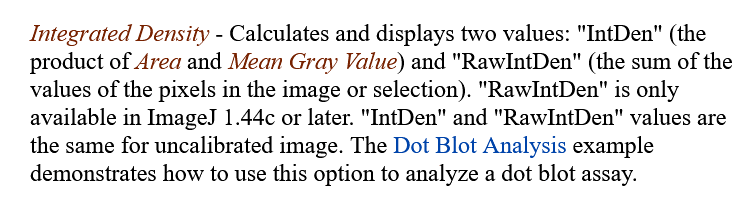 Integrated Density - Calculates and displays two values: "IntDen" (the
product of Area and Mean Gray Value) and "RawIntDen" (the sum of the
values of the pixels in the image or selection). "RawIntDen" is only
available in ImageJ 1.44c or later. "IntDen" and "RawIntDen" values are
the same for uncalibrated image. The Dot Blot Analysis example
demonstrates how to use this option to analyze a dot blot assay.